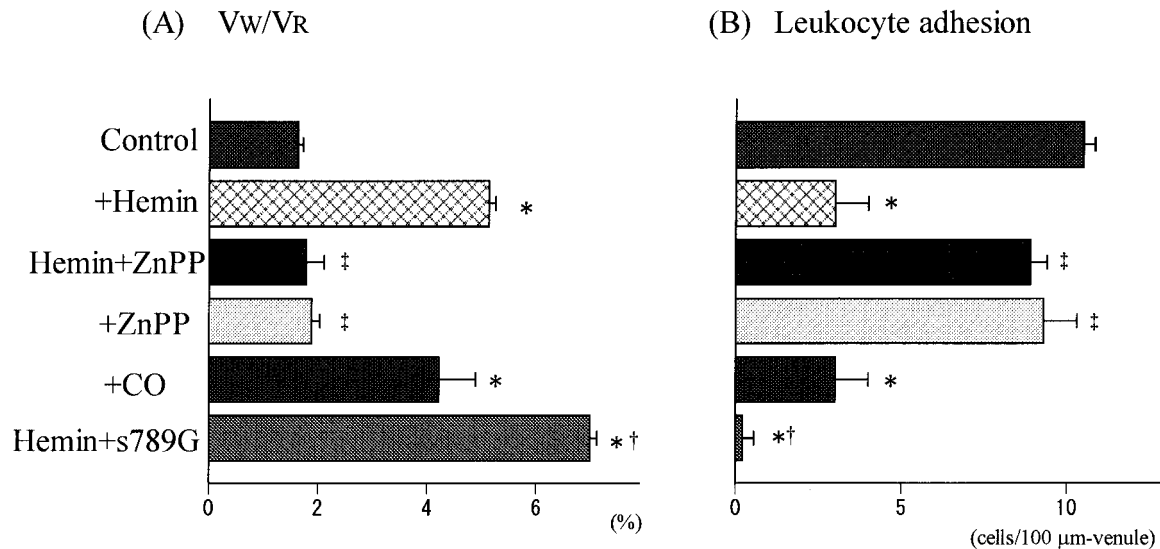 (A) VW/VR
(B) Leukocyte adhesion
Control
+Hemin
*
*
Hemin+ZnPP
‡
‡
+ZnPP
‡
‡
+CO
*
*
Hemin+s789G
*†
*†
0 2 4 6
(%)
0 5 10
(cells/100 μm-venule)